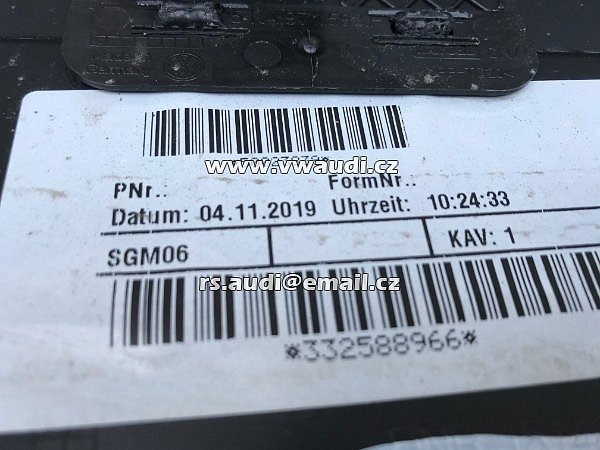 www.vwaudi.cz
PNr.: FormNr.:
Datum: 04.11.2019 Uhrzeit: 10:24:33
SGM06 KAV: 1
rs.audi@email.cz
*332588966*